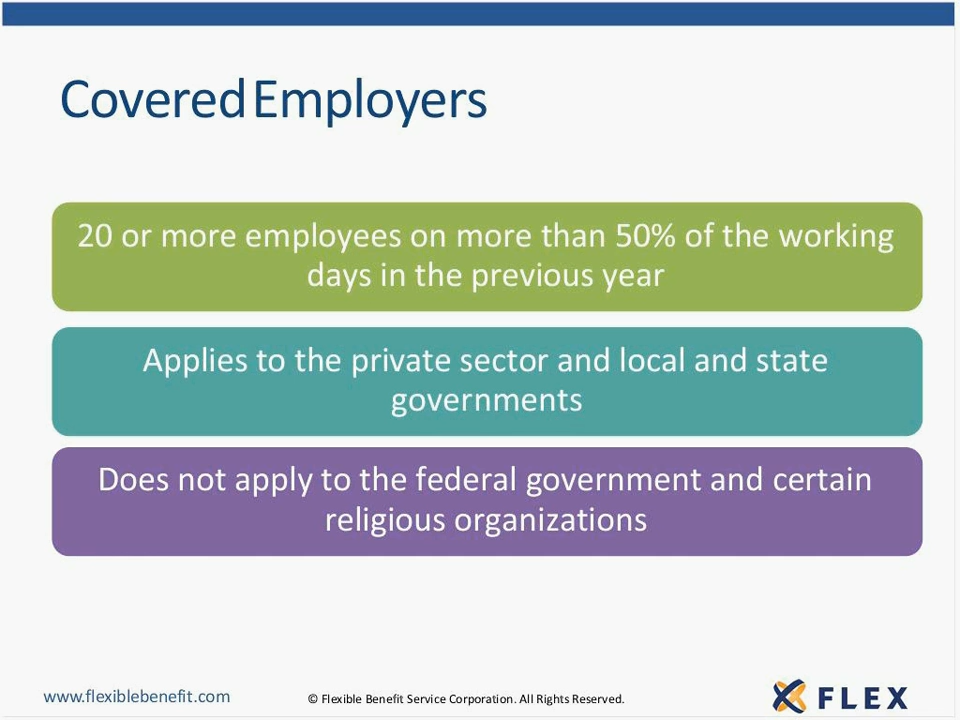 Covered Employers
20 or more employees on more than 50% of the working
days in the previous year
Applies to the private sector and local and state
governments
Does not apply to the federal government and certain
religious organizations
www.flexiblebenefit.com
© Flexible Benefit Service Corporation. All Rights Reserved.
FLEX